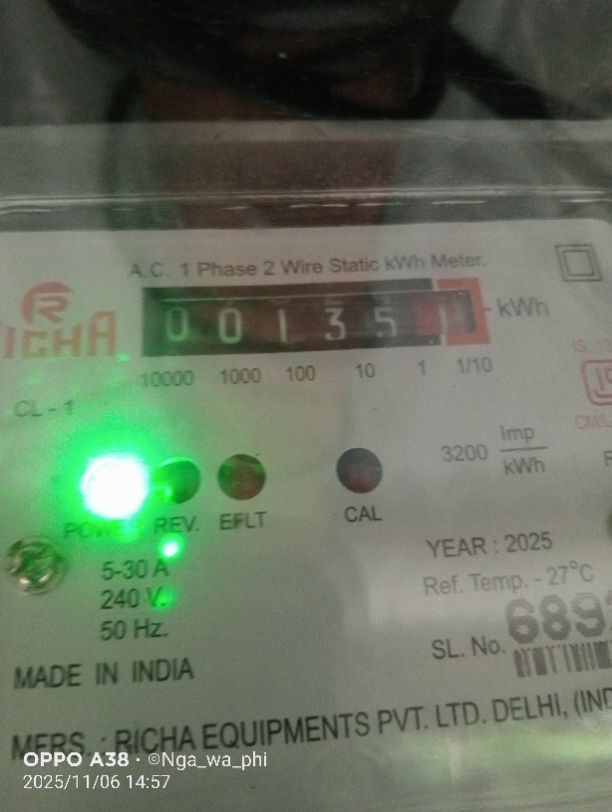 A.C. 1 Phase 2 Wire Static kWh Meter.
R
RICHA
0 0 1 3 5 1
kWh
10000 1000 100 10 1 1/10
CL - 1
3200 Imp
kWh
POWER REV. EFLT
CAL
YEAR : 2025
5-30 A
Ref. Temp. - 27°C
240 V.
50 Hz.
SL. No. 689
MADE IN INDIA
MFRS. : RICHA EQUIPMENTS PVT. LTD. DELHI, (IND
OPPO A38 · ©Nga_wa_phi
2025/11/06 14:57